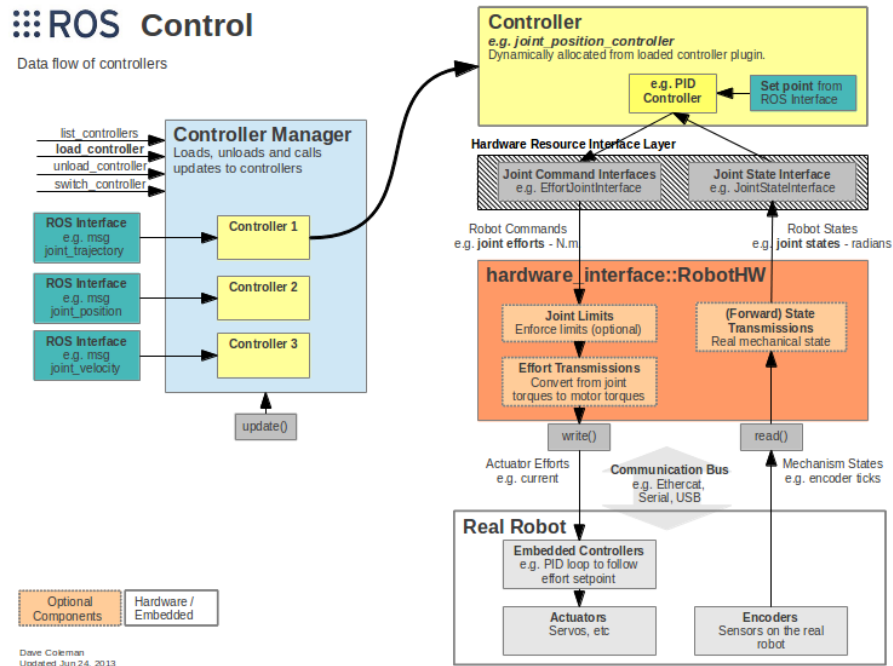 ROS Control
Data flow of controllers
list_controllers
load_controller
unload_controller
switch_controller
Controller Manager
Loads, unloads and calls
updates to controllers
ROS Interface
e.g. msg
joint_trajectory
Controller 1
ROS Interface
e.g. msg
joint_position
Controller 2
ROS Interface
e.g. msg
joint_velocity
Controller 3
update()
Controller
e.g. joint_position_controller
Dynamically allocated from loaded controller plugin.
e.g. PID
Controller
Set point from
ROS Interface
Hardware Resource Interface Layer
Joint Command Interfaces
e.g. EffortJointInterface
Joint State Interface
e.g. JointStateInterface
Robot Commands
e.g. joint efforts - N.m
Robot States
e.g. joint states - radians
hardware_interface::RobotHW
Joint Limits
Enforce limits (optional)
(Forward) State
Transmissions
Real mechanical state
Effort Transmissions
Convert from joint
torques to motor torques
write()
read()
Actuator Efforts
e.g. current
Communication Bus
e.g. Ethercat,
Serial, USB
Mechanism States
e.g. encoder ticks
Real Robot
Embedded Controllers
e.g. PID loop to follow
effort setpoint
Actuators
Servos, etc
Encoders
Sensors on the real
robot
Optional
Components
Hardware /
Embedded
Dave Coleman
Updated Jun 24, 2013